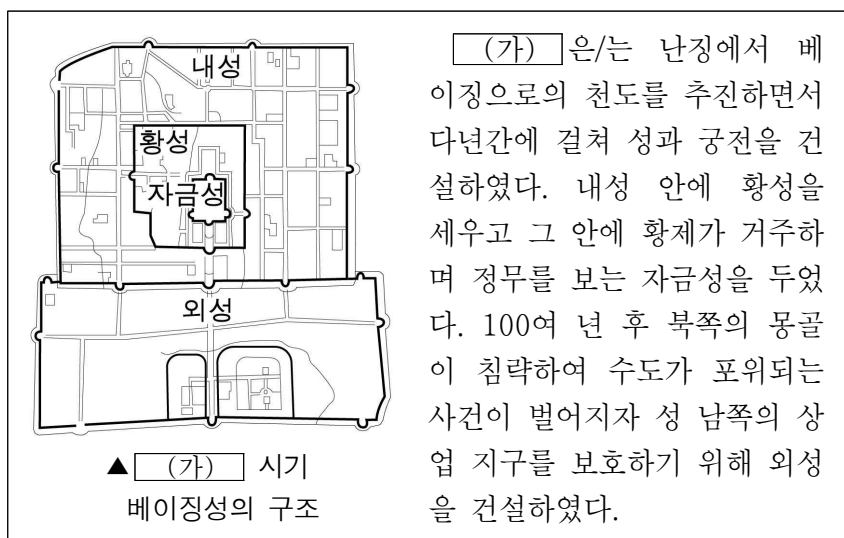 내성
황성
자금성
외성
▲ (가) 시기
베이징성의 구조
(가) 은/는 난징에서 베
이징으로의 천도를 추진하면서
다년간에 걸쳐 성과 궁전을 건
설하였다. 내성 안에 황성을
세우고 그 안에 황제가 거주하
며 정무를 보는 자금성을 두었
다. 100여 년 후 북쪽의 몽골
이 침략하여 수도가 포위되는
사건이 벌어지자 성 남쪽의 상
업 지구를 보호하기 위해 외성
을 건설하였다.